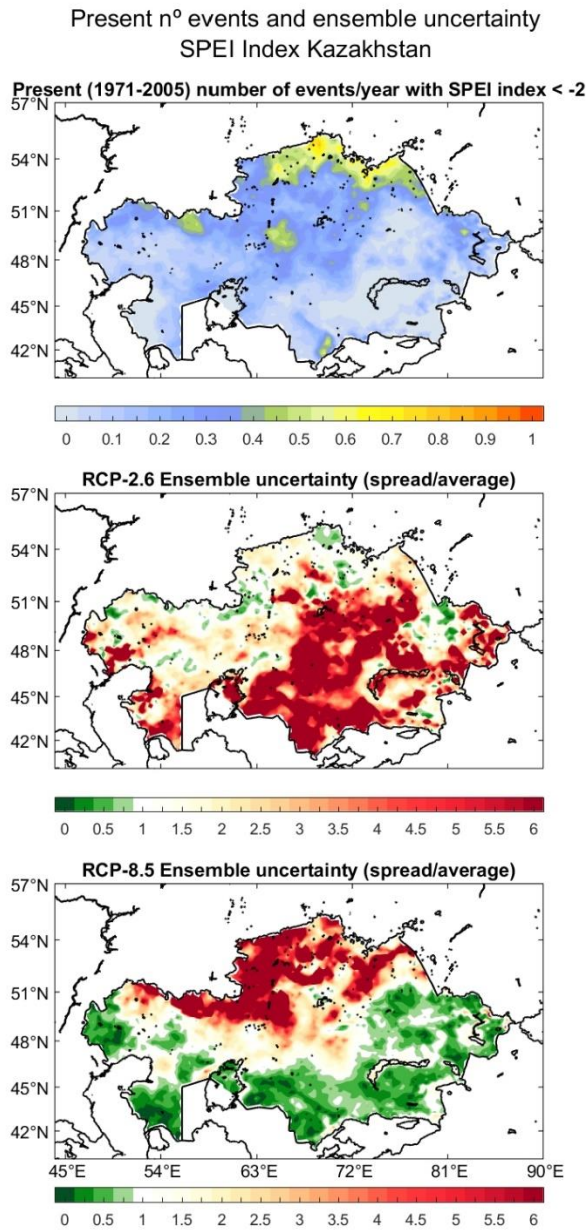 Present nº events and ensemble uncertainty
SPEI Index Kazakhstan
Present (1971-2005) number of events/year with SPEI index < -2
57°N
54°N
51°N
48°N
45°N
42°N
0 0.1 0.2 0.3 0.4 0.5 0.6 0.7 0.8 0.9 1
RCP-2.6 Ensemble uncertainty (spread/average)
57°N
54°N
51°N
48°N
45°N
42°N
0 0.5 1 1.5 2 2.5 3 3.5 4 4.5 5 5.5 6
RCP-8.5 Ensemble uncertainty (spread/average)
57°N
54°N
51°N
48°N
45°N
42°N
45°E 54°E 63°E 72°E 81°E 90°E
0 0.5 1 1.5 2 2.5 3 3.5 4 4.5 5 5.5 6